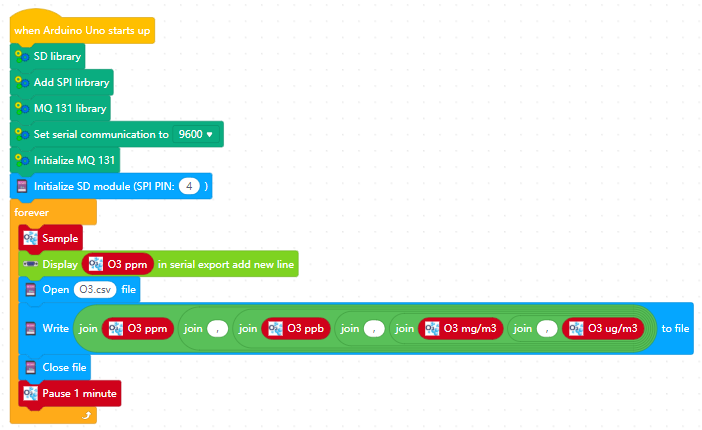 when Arduino Uno starts up
SD library
Add SPI lirbrary
MQ 131 library
Set serial communication to 9600
Initialize MQ 131
Initialize SD module (SPI PIN: 4 )
forever
Sample
Display O3 ppm in serial export add new line
Open O3.csv file
Write join O3 ppm join , join O3 ppb join , join O3 mg/m3 join , O3 ug/m3 to file
Close file
Pause 1 minute